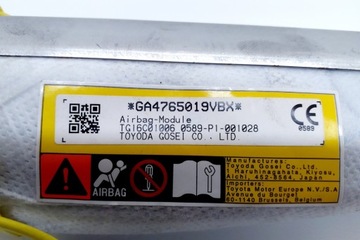 *GA4765019VBX*
Airbag-Module
TG16C01006 0589-P1-001028
TOYODA GOSEI CO., LTD.
0589
AIRBAG
Manufacturer:
Toyoda Gosei Co., Ltd.
1 Haruhinagahata, Kiyosu,
Aichi, 452-8564, Japan
Importer:
Toyota Motor Europe N.V./S.A
Avenue du Bourget
60-1140 Brussels, Belgium